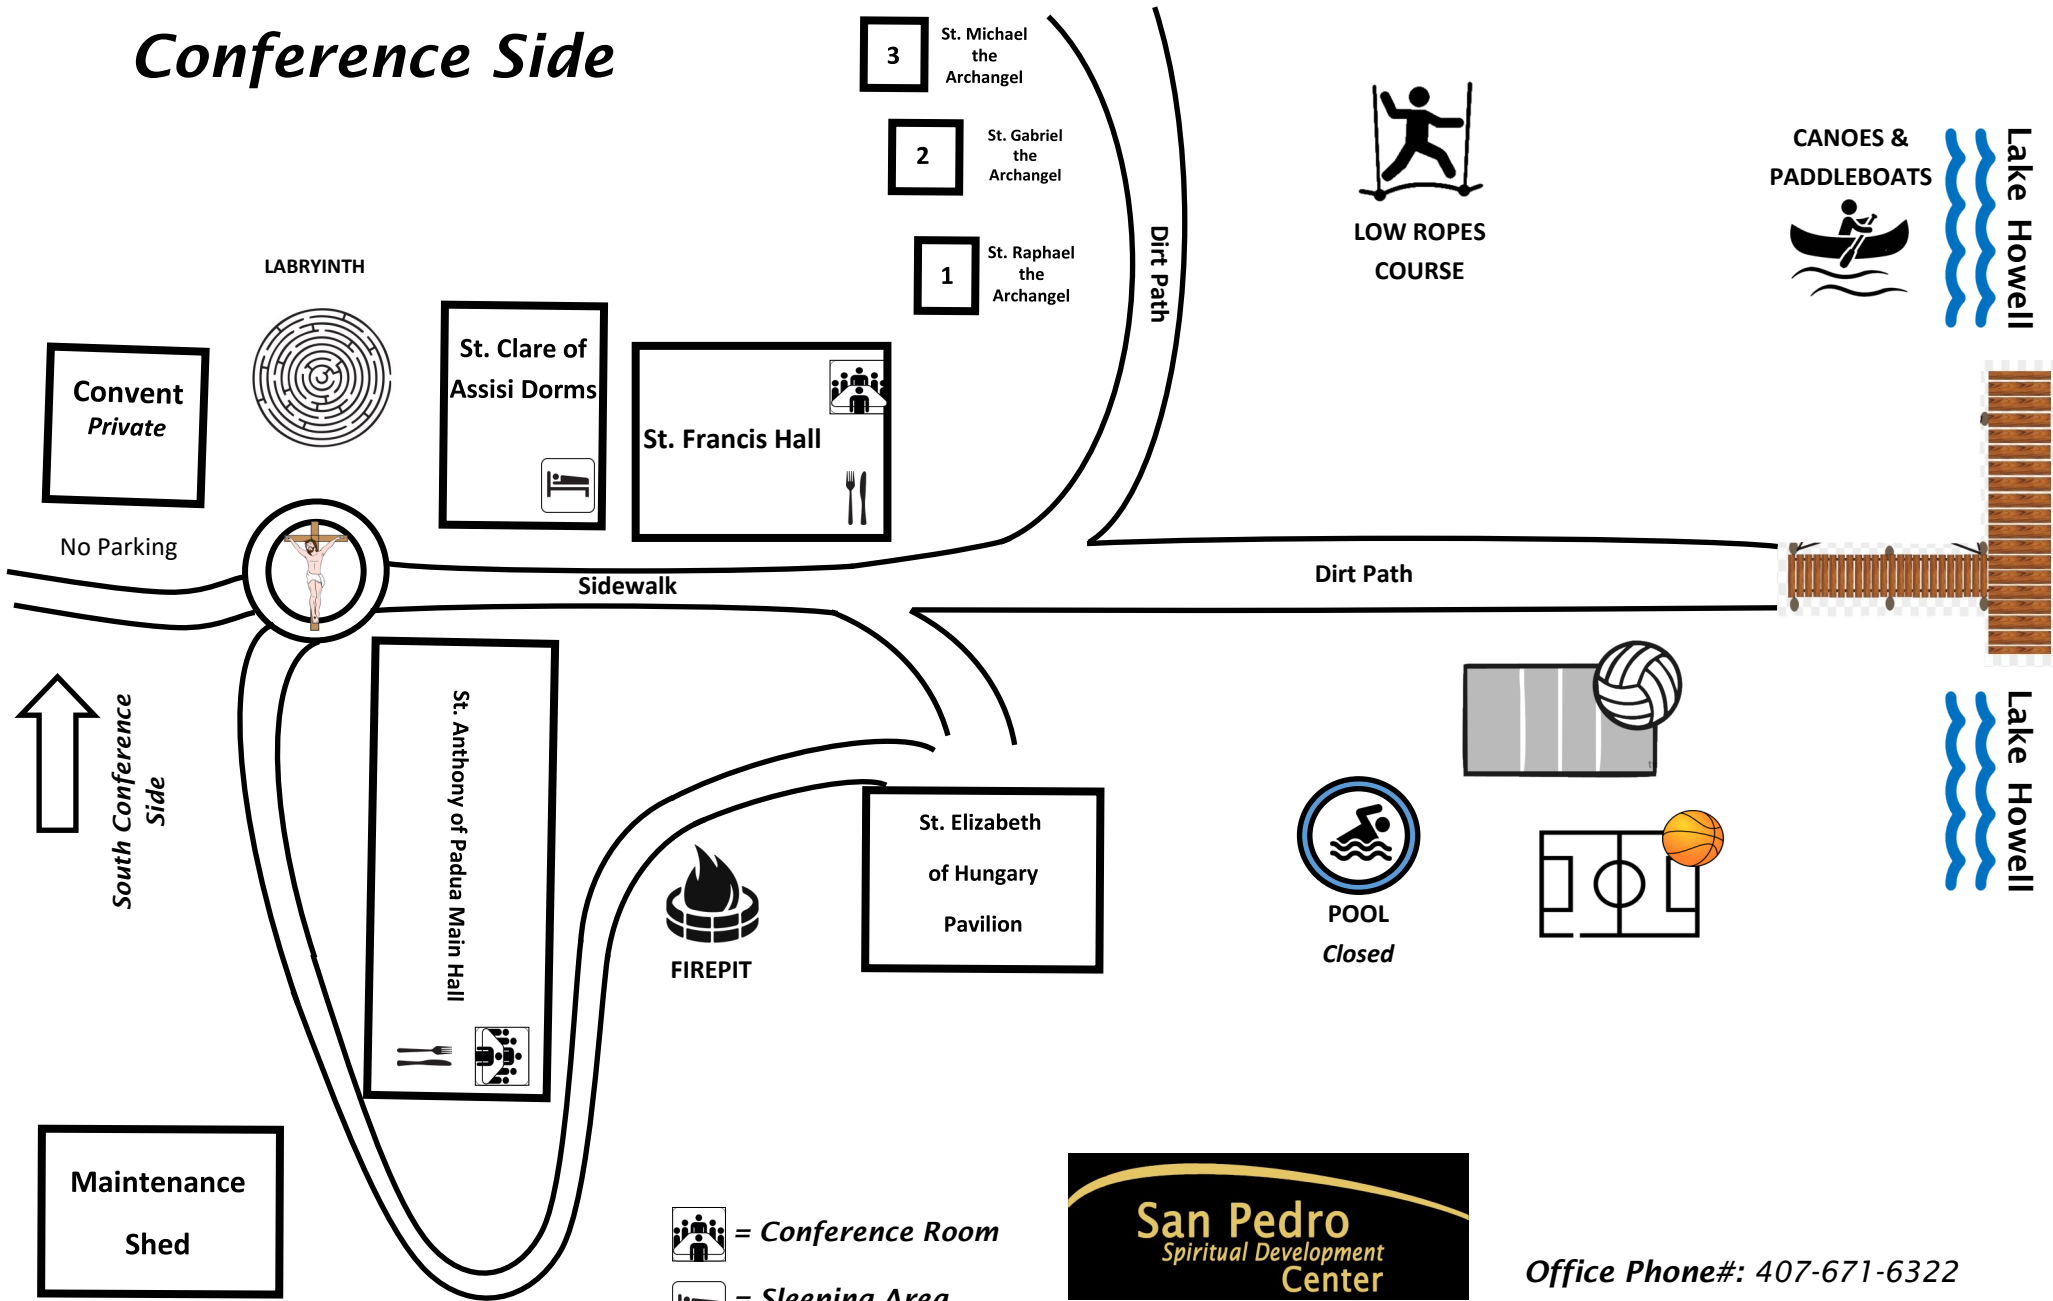 Conference Side
3
St. Michael
the
Archangel
2
St. Gabriel
the
Archangel
1
St. Raphael
the
Archangel
Dirt Path
LOW ROPES
COURSE
CANOES &
PADDLEBOATS
Lake Howell
LABRYINTH
Convent
Private
St. Clare of
Assisi Dorms
St. Francis Hall
No Parking
Sidewalk
Dirt Path
South Conference
Side
St. Anthony of Padua Main Hall
FIREPIT
St. Elizabeth
of Hungary
Pavilion
POOL
Closed
Lake Howell
Maintenance
Shed
= Conference Room
= Sleeping Area
San Pedro
Spiritual Development
Center
Office Phone#: 407-671-6322